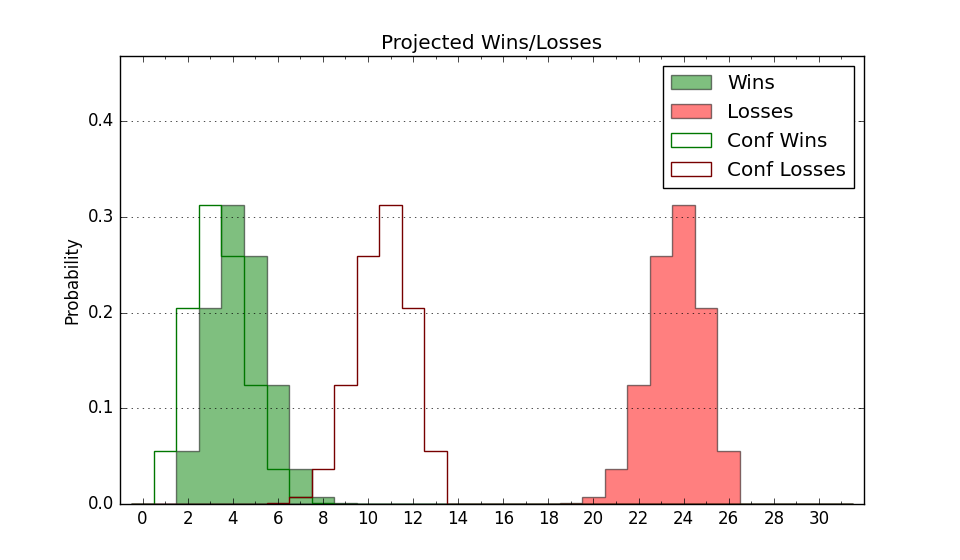 Projected Wins/Losses
Wins
Losses
Conf Wins
Conf Losses
Probability
0.4
0.3
0.2
0.1
0.0
0 2 4 6 8 10 12 14 16 18 20 22 24 26 28 30